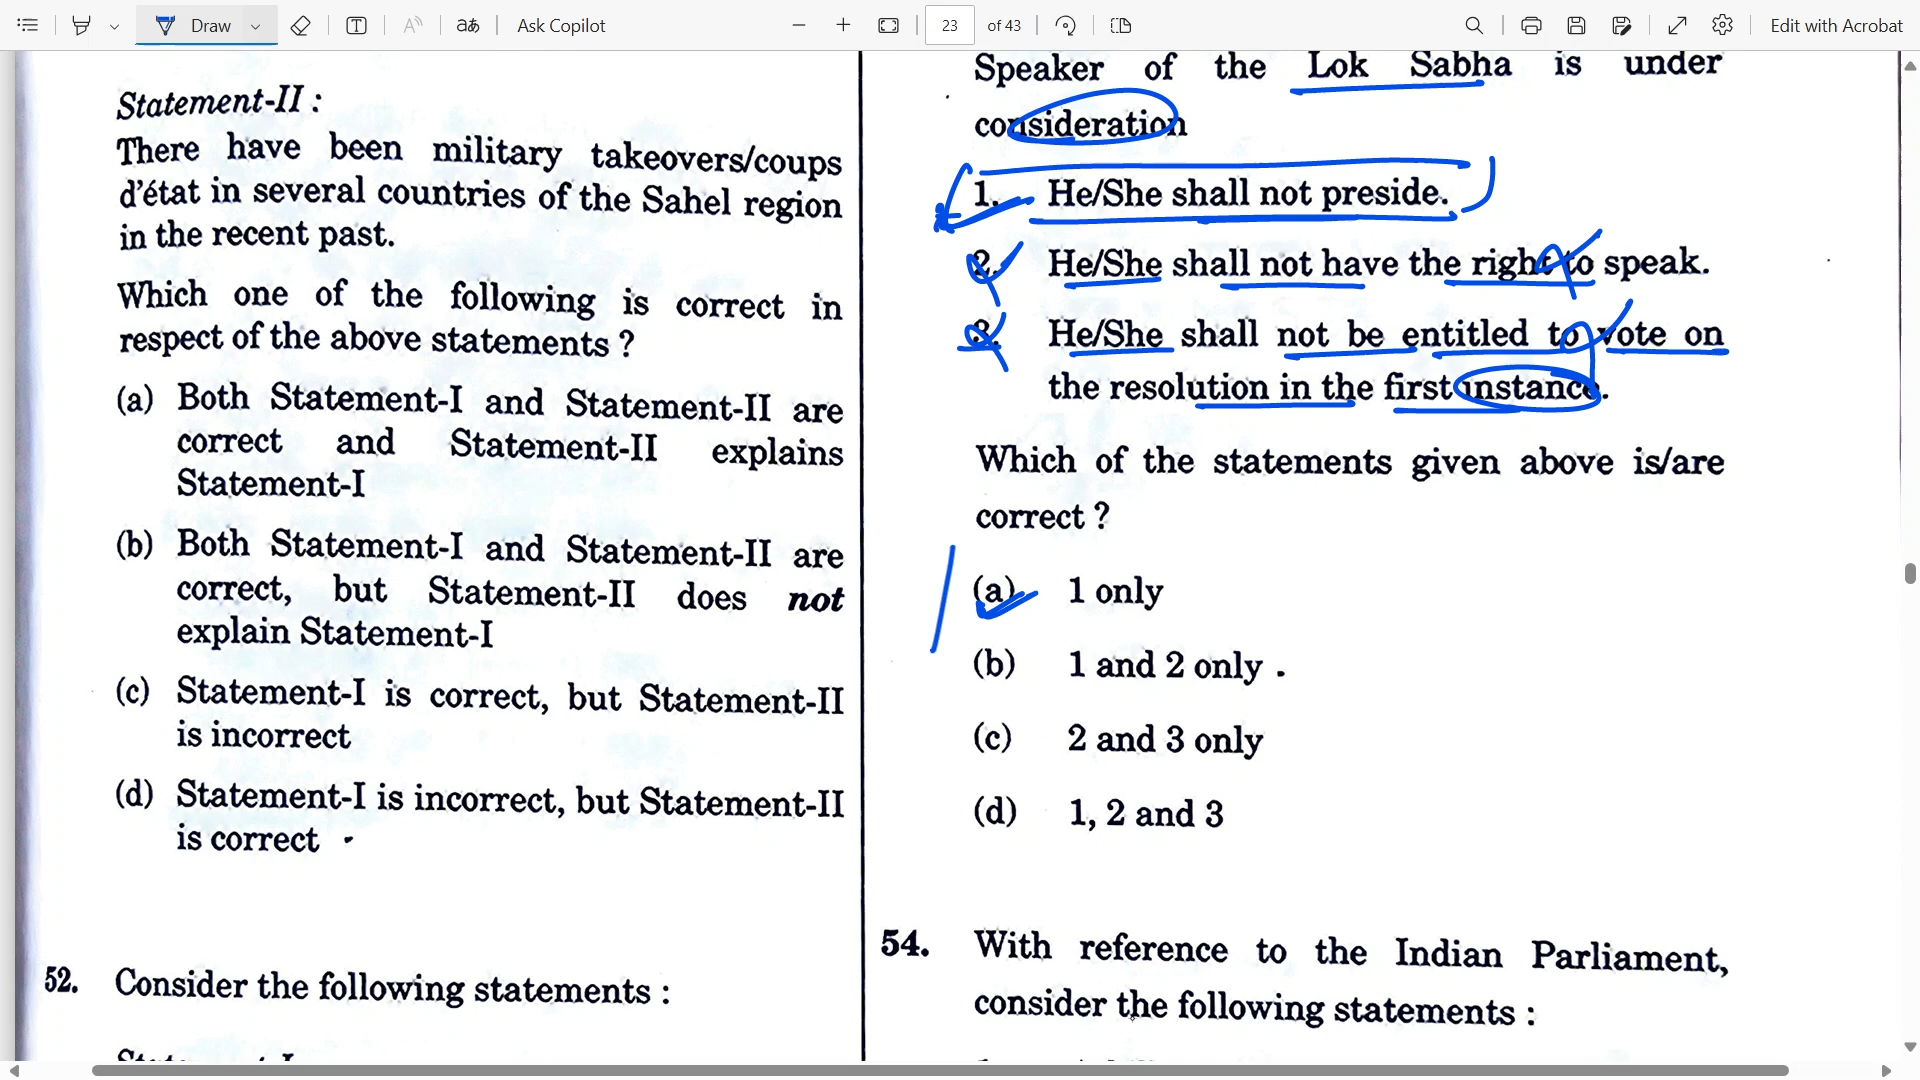 Draw
Ask Copilot
23
of 43
Edit with Acrobat
Statement-II :
There have been military takeovers/coups
d'état in several countries of the Sahel region
in the recent past.
Which one of the following is correct in
respect of the above statements ?
(a) Both Statement-I and Statement-II are
correct and Statement-II explains
Statement-I
(b) Both Statement-I and Statement-II are
correct, but Statement-II does not
explain Statement-I
(c) Statement-I is correct, but Statement-II
is incorrect
(d) Statement-I is incorrect, but Statement-II
is correct
52. Consider the following statements :
Speaker of the Lok Sabha is under
consideration
1. He/She shall not preside.
2. He/She shall not have the right to speak.
3. He/She shall not be entitled to vote on
the resolution in the first instance.
Which of the statements given above is/are
correct ?
(a) 1 only
(b) 1 and 2 only
(c) 2 and 3 only
(d) 1, 2 and 3
54. With reference to the Indian Parliament,
consider the following statements :